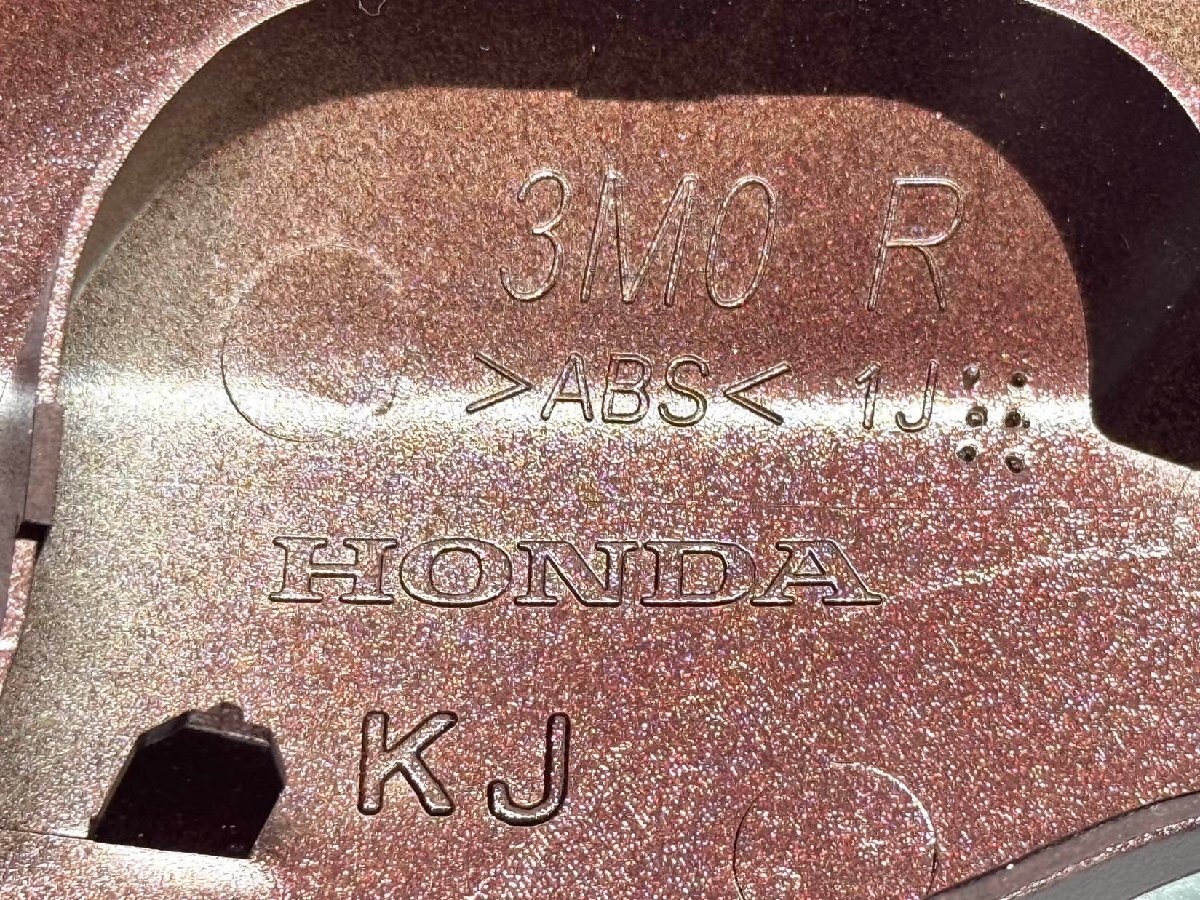 3M0 R
>ABS< 1J
HONDA
KJ